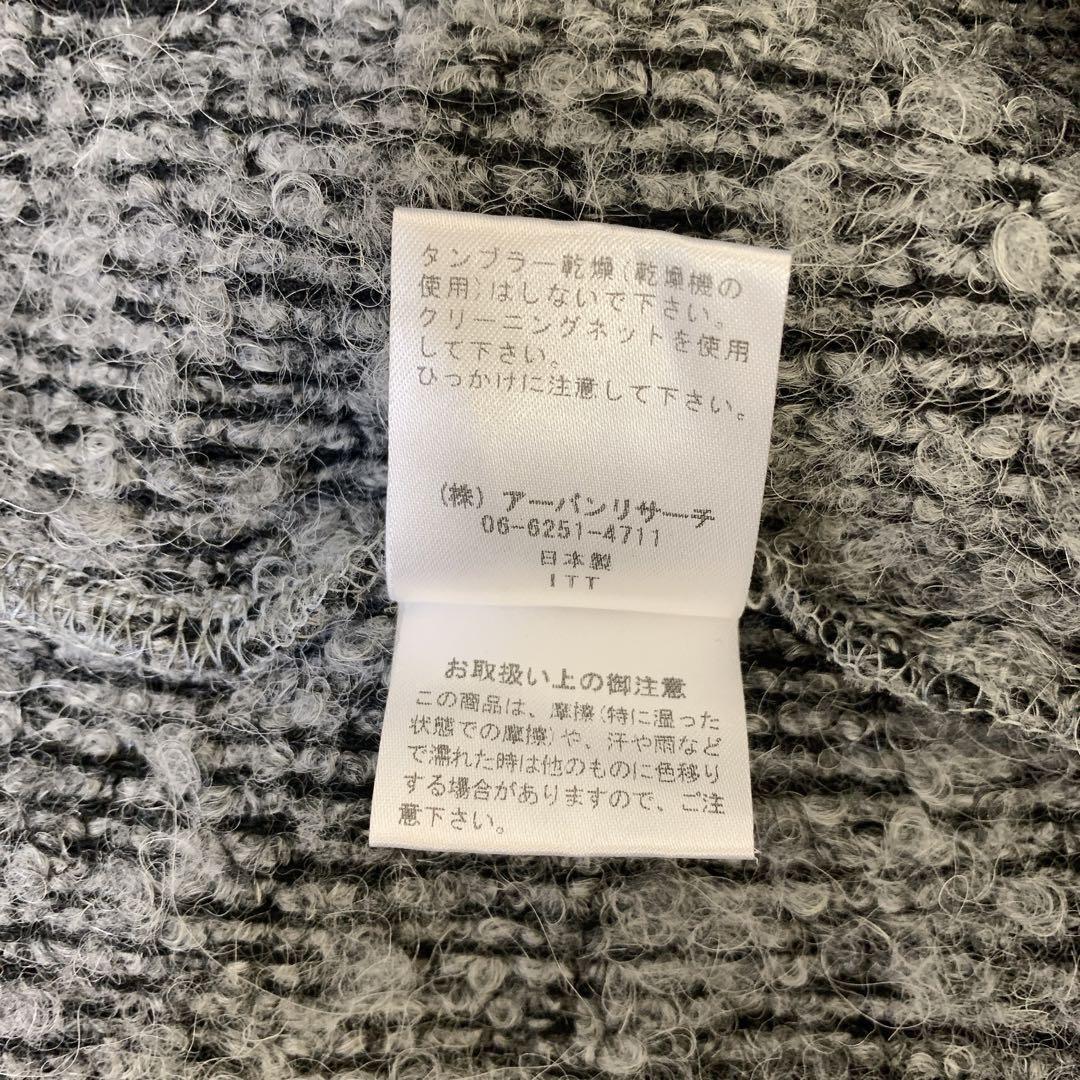 タンブラー乾燥(乾燥機の
使用)はしないで下さい。
クリーニングネットを使用
して下さい。
ひっかけに注意して下さい。
(株) アーバンリサーチ
06-6251-4711
日本製
ITT
お取扱い上の御注意
この商品は、摩擦(特に湿った
状態での摩擦)や、汗や雨など
で濡れた時は他のものに色移り
する場合がありますので、ご注
意下さい。